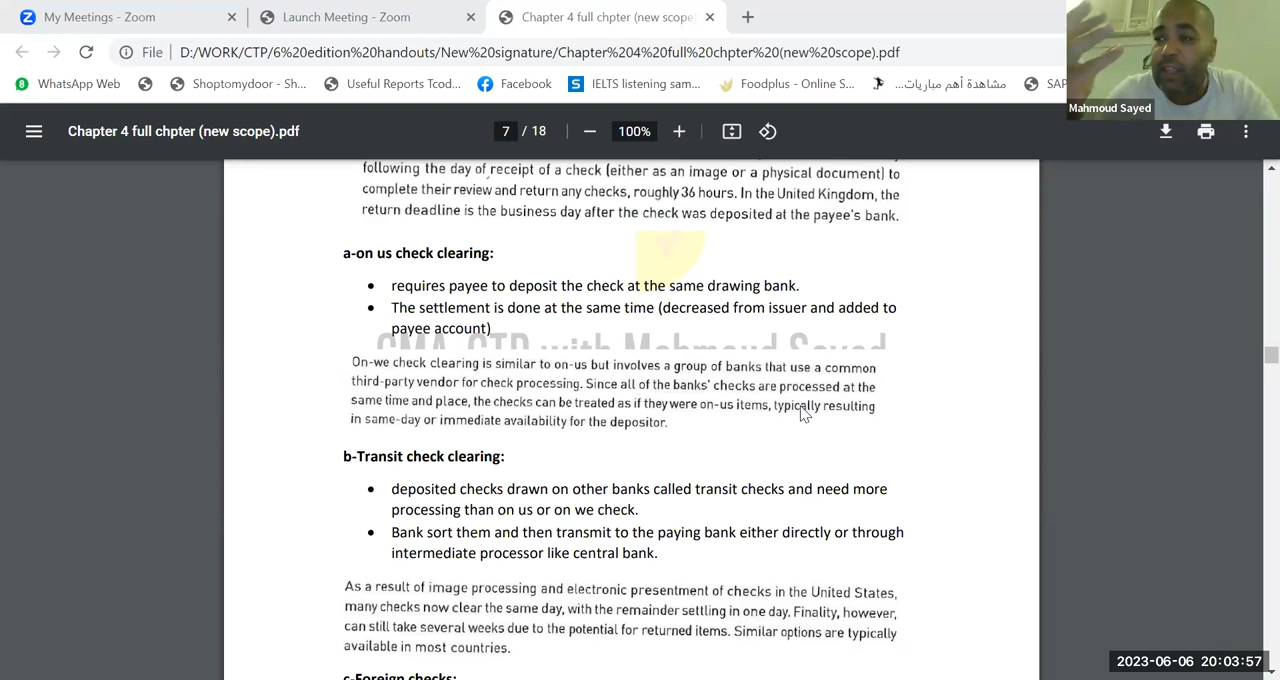 My Meetings - Zoom
Launch Meeting - Zoom
Chapter 4 full chpter (new scope
File
D:/WORK/CTP/6%20edition%20handouts/New%20signature/Chapter%204%20full%20chpter%20(new%20scope).pdf
WhatsApp Web
Shoptomydoor - Sh...
Useful Reports Tcod...
Facebook
IELTS listening sam...
Foodplus - Online S...
مشاهدة أهم مباريات...
SAP
Mahmoud Sayed
Chapter 4 full chpter (new scope).pdf
7 / 18
100%
following the day of receipt of a check (either as an image or a physical document) to
complete their review and return any checks, roughly 36 hours. In the United Kingdom, the
return deadline is the business day after the check was deposited at the payee's bank.
a-on us check clearing:
• requires payee to deposit the check at the same drawing bank.
• The settlement is done at the same time (decreased from issuer and added to
payee account)
CMA, CTP with Mahmoud Sayed
On-we check clearing is similar to on-us but involves a group of banks that use a common
third-party vendor for check processing. Since all of the banks' checks are processed at the
same time and place, the checks can be treated as if they were on-us items, typically resulting
in same-day or immediate availability for the depositor.
b-Transit check clearing:
• deposited checks drawn on other banks called transit checks and need more
processing than on us or on we check.
• Bank sort them and then transmit to the paying bank either directly or through
intermediate processor like central bank.
As a result of image processing and electronic presentment of checks in the United States,
many checks now clear the same day, with the remainder settling in one day. Finality, however,
can still take several weeks due to the potential for returned items. Similar options are typically
available in most countries.
c-Foreign checks:
2023-06-06 20:03:57